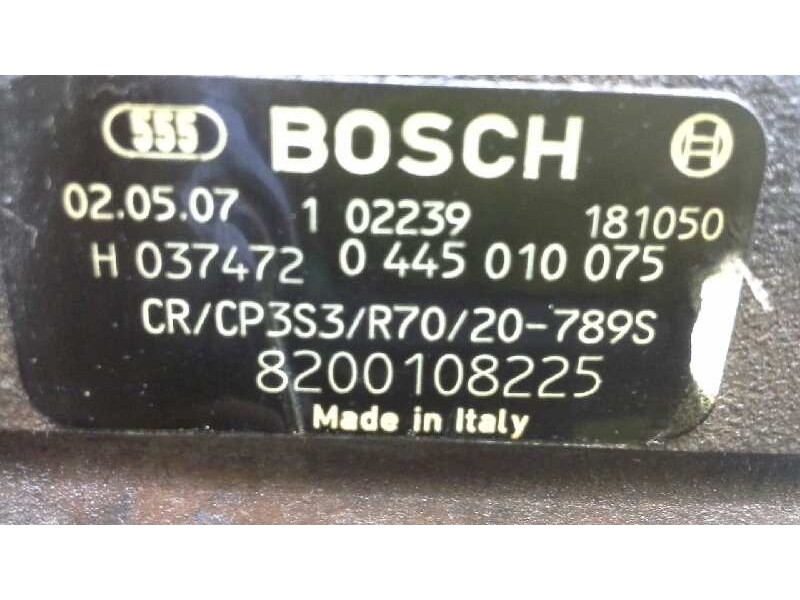 555 BOSCH
02.05.07 1 02239 181050
H 037472 0 445 010 075
CR/CP3S3/R70/20-789S
8200108225
Made in Italy